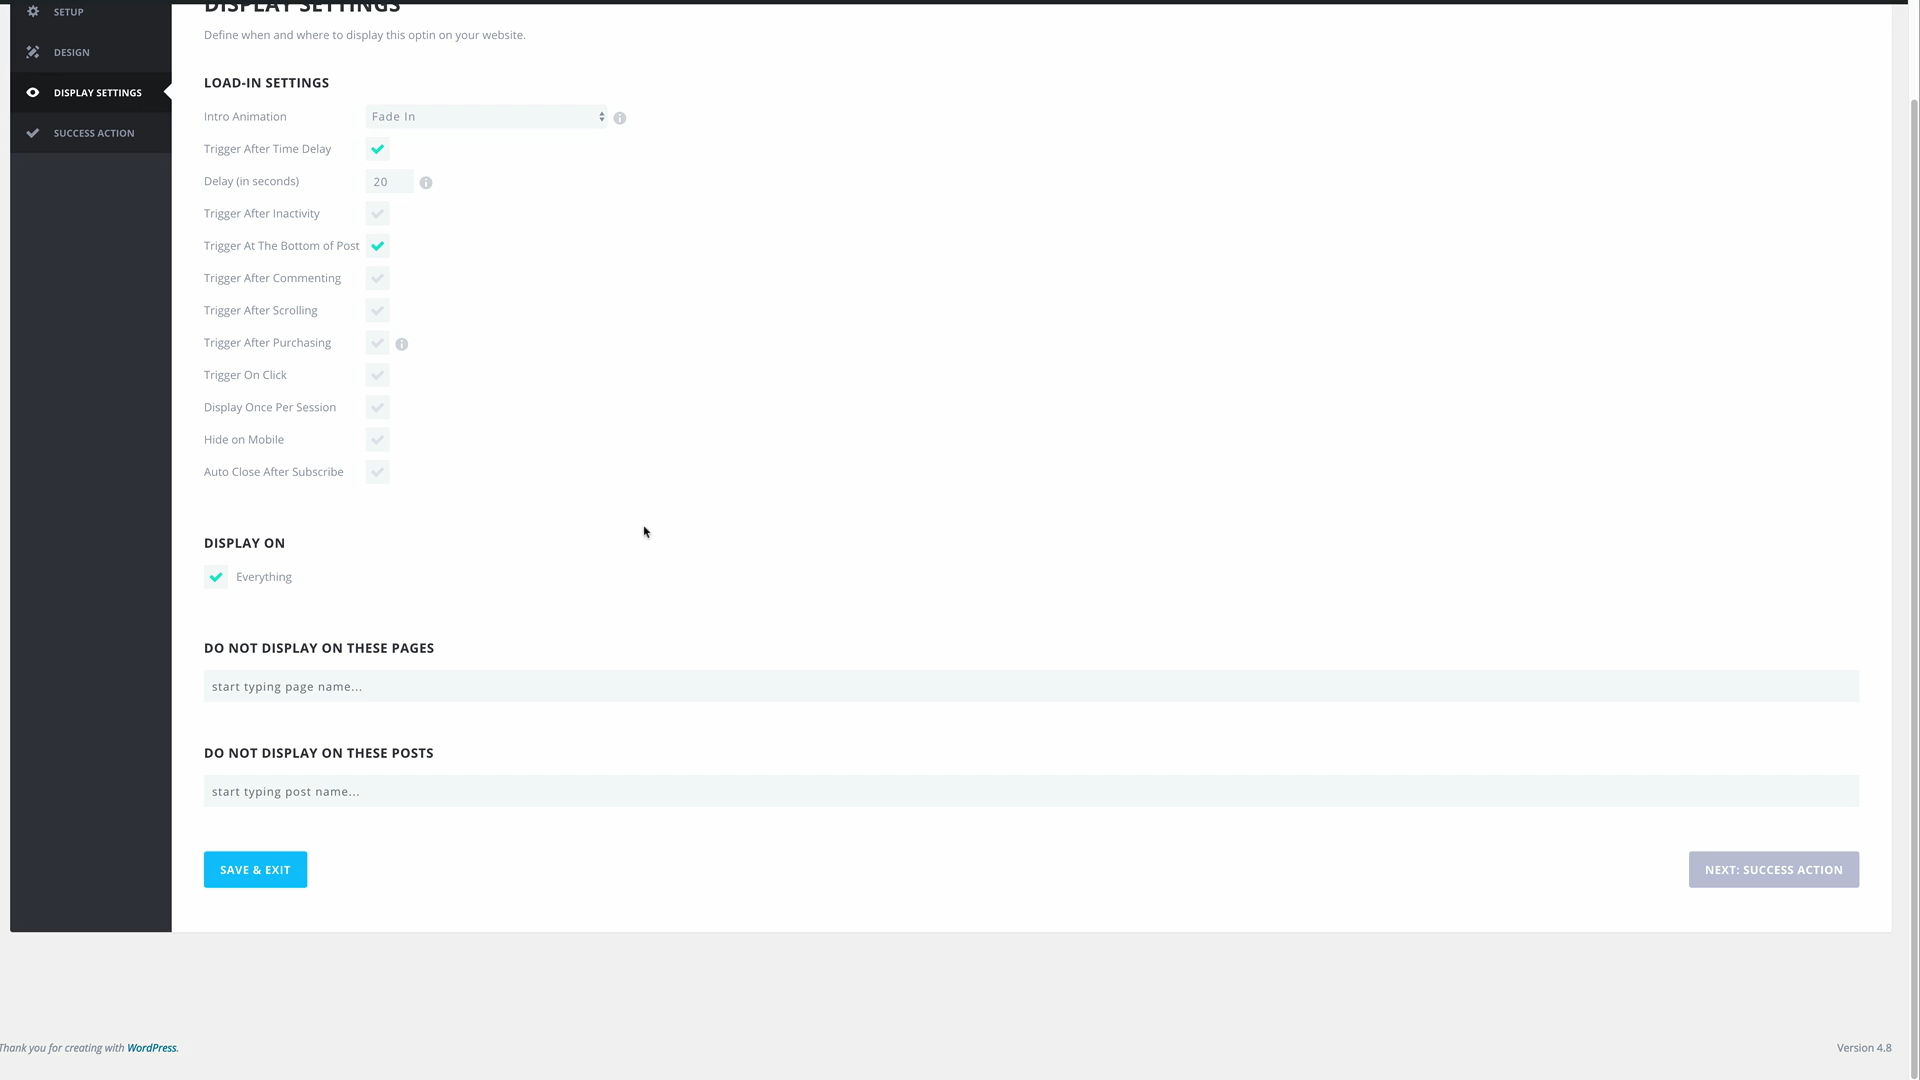 SETUP
DESIGN
DISPLAY SETTINGS
SUCCESS ACTION
DISPLAY SETTINGS
Define when and where to display this optin on your website.
LOAD-IN SETTINGS
Intro Animation Fade In
Trigger After Time Delay
Delay (in seconds) 20
Trigger After Inactivity
Trigger At The Bottom of Post
Trigger After Commenting
Trigger After Scrolling
Trigger After Purchasing
Trigger On Click
Display Once Per Session
Hide on Mobile
Auto Close After Subscribe
DISPLAY ON
Everything
DO NOT DISPLAY ON THESE PAGES
start typing page name...
DO NOT DISPLAY ON THESE POSTS
start typing post name...
SAVE & EXIT NEXT: SUCCESS ACTION
Thank you for creating with WordPress. Version 4.8